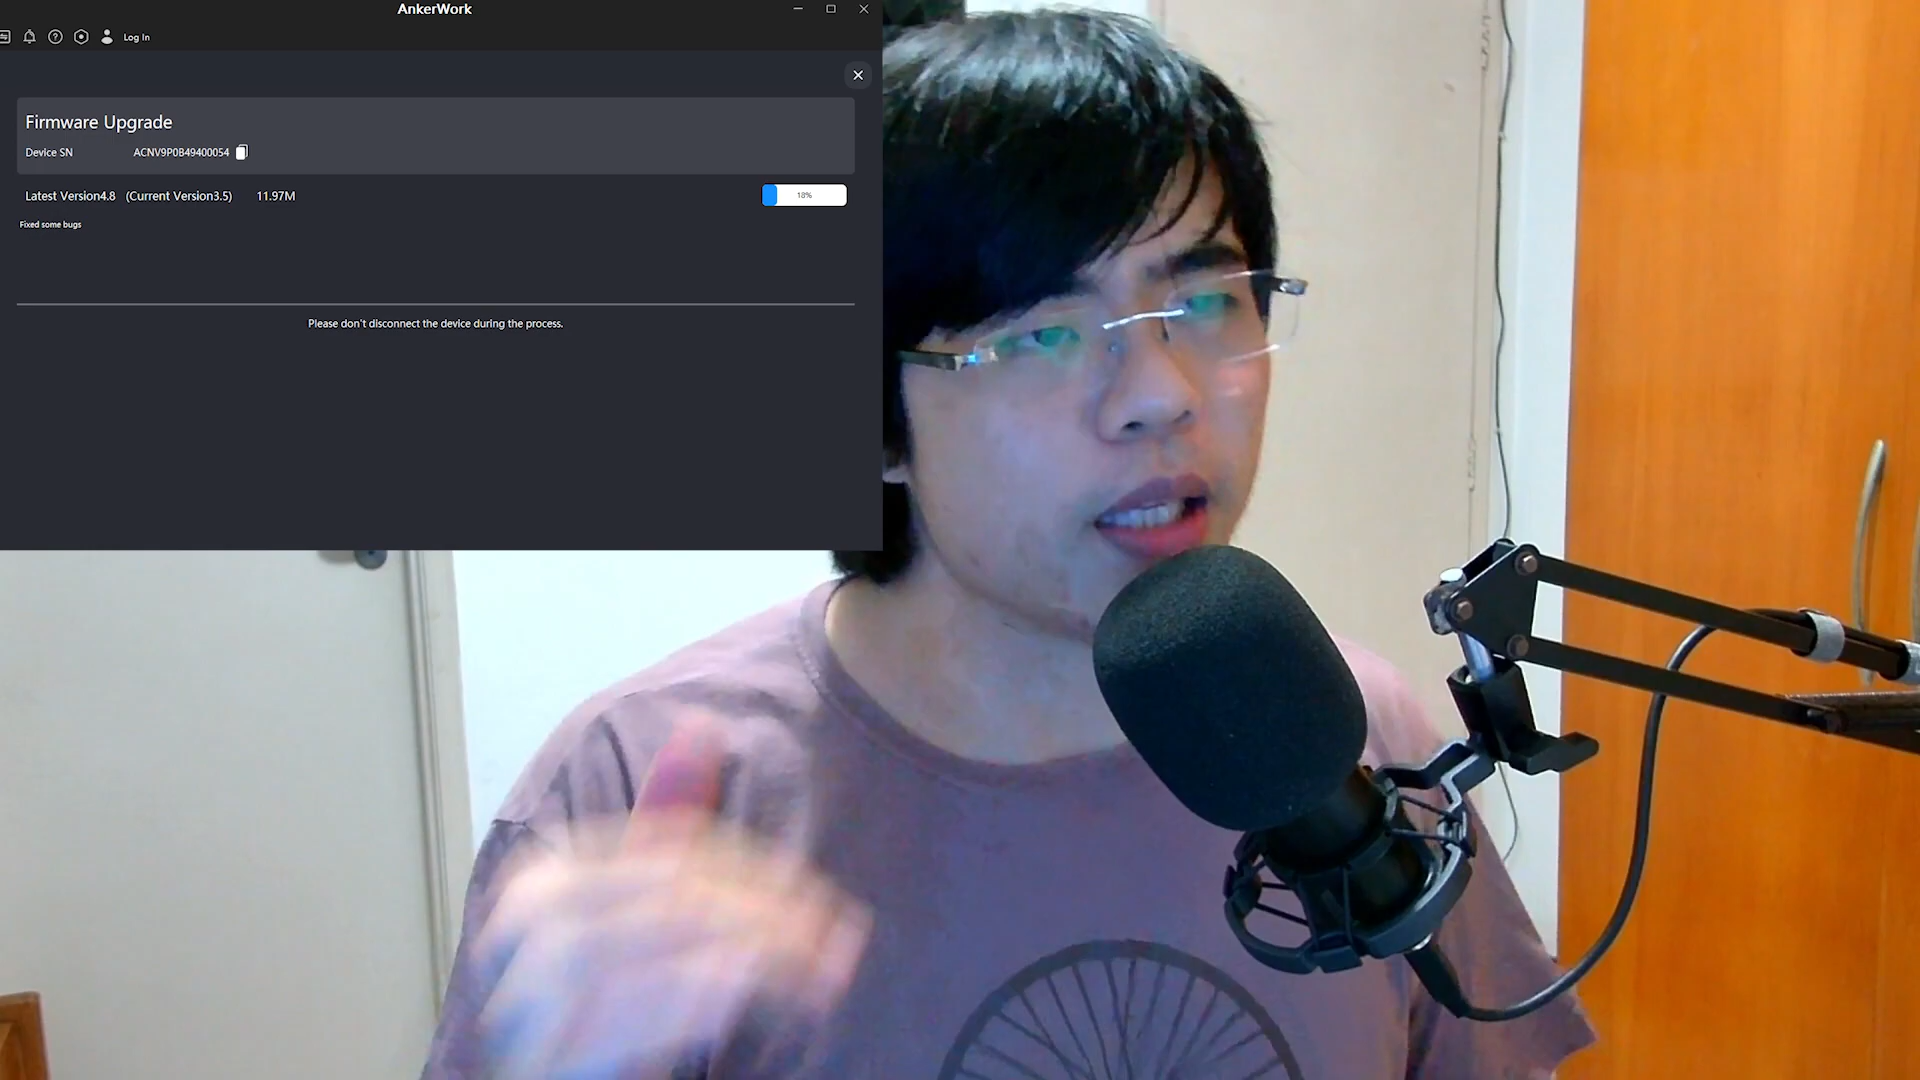 AnkerWork
Log In
Firmware Upgrade
Device SN ACNV9P0B49400054
Latest Version4.8 (Current Version3.5) 11.97M 18%
Fixed some bugs
Please don't disconnect the device during the process.